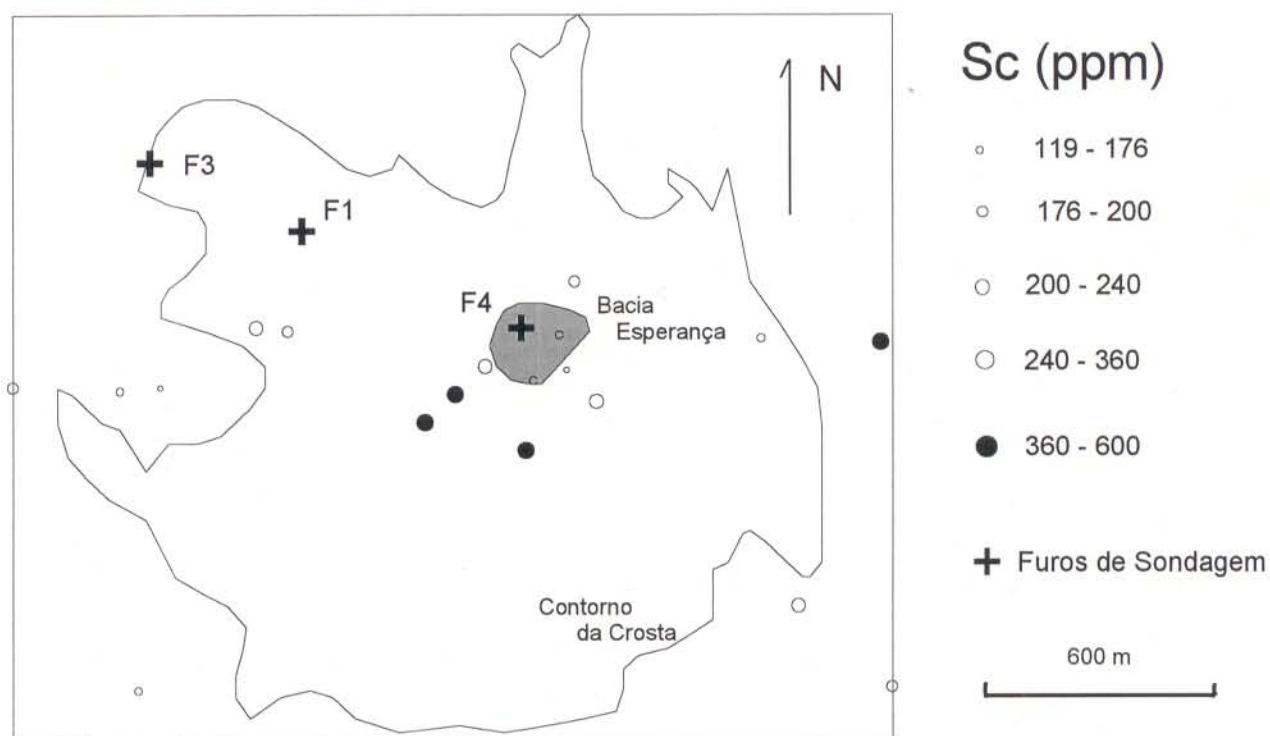 Sc (ppm)
N
F3
F1
F4
Bacia
Esperança
Contorno
da Crosta
119 - 176
176 - 200
200 - 240
240 - 360
360 - 600
Furos de Sondagem
600 m